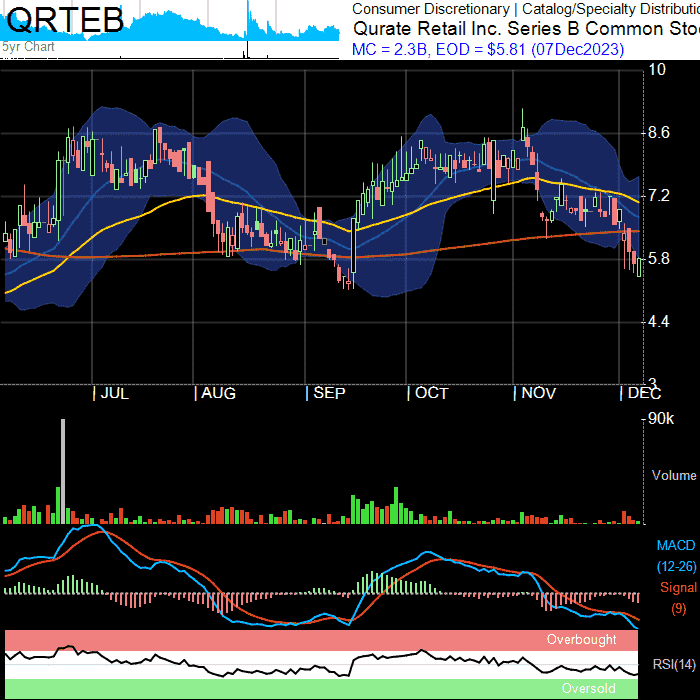 QRTEB
5yr Chart
Consumer Discretionary | Catalog/Specialty Distributio
Qurate Retail Inc. Series B Common Sto
MC = 2.3B, EOD = $5.81 (07Dec2023)
10
8.6
7.2
5.8
4.4
3
JUL AUG SEP OCT NOV DEC
90k
Volume
MACD
(12-26)
Signal
(9)
Overbought
RSI(14)
Oversold